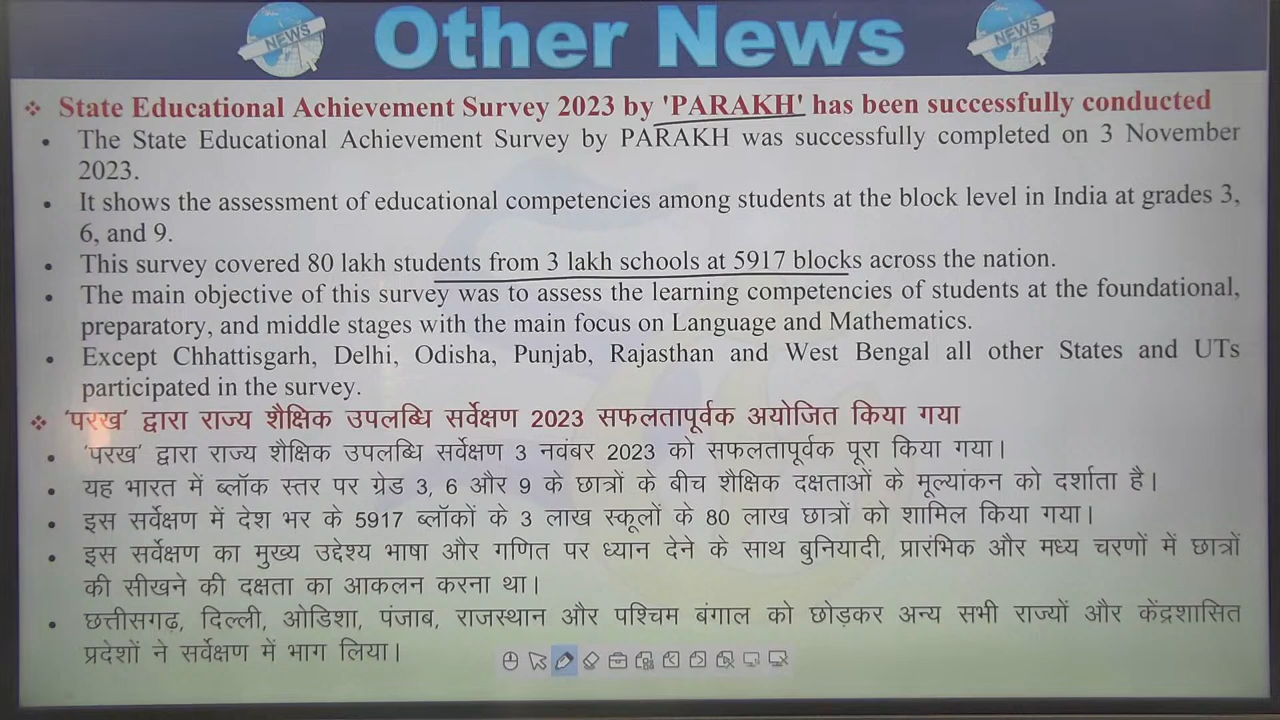 NEWS Other News NEWS
❖ State Educational Achievement Survey 2023 by 'PARAKH' has been successfully conducted
• The State Educational Achievement Survey by PARAKH was successfully completed on 3 November
2023.
• It shows the assessment of educational competencies among students at the block level in India at grades 3,
6, and 9.
• This survey covered 80 lakh students from 3 lakh schools at 5917 blocks across the nation.
• The main objective of this survey was to assess the learning competencies of students at the foundational,
preparatory, and middle stages with the main focus on Language and Mathematics.
• Except Chhattisgarh, Delhi, Odisha, Punjab, Rajasthan and West Bengal all other States and UTs
participated in the survey.
❖ 'परख' द्वारा राज्य शैक्षिक उपलब्धि सर्वेक्षण 2023 सफलतापूर्वक अयोजित किया गया
• 'परख' द्वारा राज्य शैक्षिक उपलब्धि सर्वेक्षण 3 नवंबर 2023 को सफलतापूर्वक पूरा किया गया।
• यह भारत में ब्लॉक स्तर पर ग्रेड 3, 6 और 9 के छात्रों के बीच शैक्षिक दक्षताओं के मूल्यांकन को दर्शाता है।
• इस सर्वेक्षण में देश भर के 5917 ब्लॉकों के 3 लाख स्कूलों के 80 लाख छात्रों को शामिल किया गया।
• इस सर्वेक्षण का मुख्य उद्देश्य भाषा और गणित पर ध्यान देने के साथ बुनियादी, प्रारंभिक और मध्य चरणों में छात्रों
की सीखने की दक्षता का आकलन करना था।
• छत्तीसगढ़, दिल्ली, ओडिशा, पंजाब, राजस्थान और पश्चिम बंगाल को छोड़कर अन्य सभी राज्यों और केंद्रशासित
प्रदेशों ने सर्वेक्षण में भाग लिया।